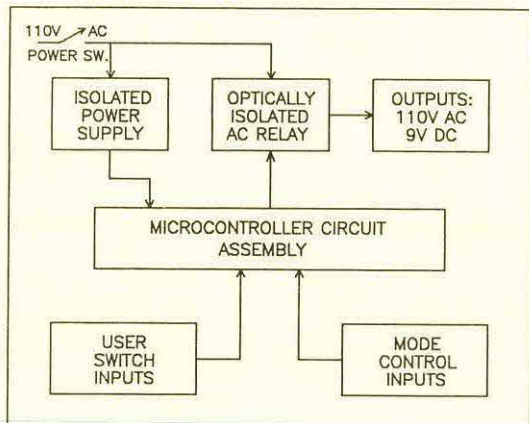 110V AC
POWER SW.
ISOLATED
POWER
SUPPLY
OPTICALLY
ISOLATED
AC RELAY
OUTPUTS:
110V AC
9V DC
MICROCONTROLLER CIRCUIT
ASSEMBLY
USER
SWITCH
INPUTS
MODE
CONTROL
INPUTS